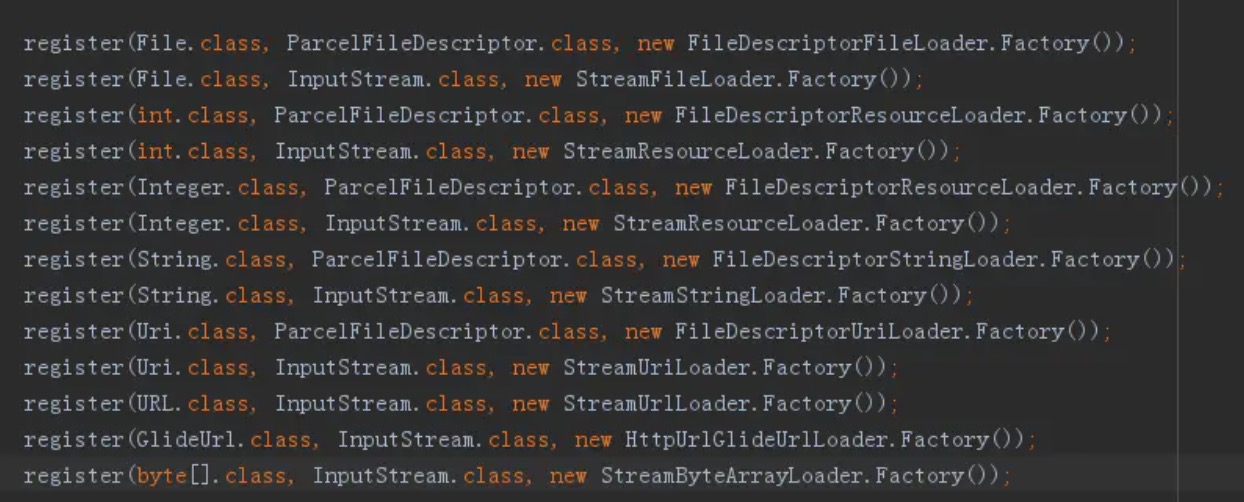 register(File.class, ParcelFileDescriptor.class, new FileDescriptorFileLoader.Factory());
register(File.class, InputStream.class, new StreamFileLoader.Factory());
register(int.class, ParcelFileDescriptor.class, new FileDescriptorResourceLoader.Factory());
register(int.class, InputStream.class, new StreamResourceLoader.Factory());
register(Integer.class, ParcelFileDescriptor.class, new FileDescriptorResourceLoader.Factory());
register(Integer.class, InputStream.class, new StreamResourceLoader.Factory());
register(String.class, ParcelFileDescriptor.class, new FileDescriptorStringLoader.Factory());
register(String.class, InputStream.class, new StreamStringLoader.Factory());
register(Uri.class, ParcelFileDescriptor.class, new FileDescriptorUriLoader.Factory());
register(Uri.class, InputStream.class, new StreamUriLoader.Factory());
register(URL.class, InputStream.class, new StreamUrlLoader.Factory());
register(GlideUrl.class, InputStream.class, new HttpUrlGlideUrlLoader.Factory());
register(byte[].class, InputStream.class, new StreamByteArrayLoader.Factory());